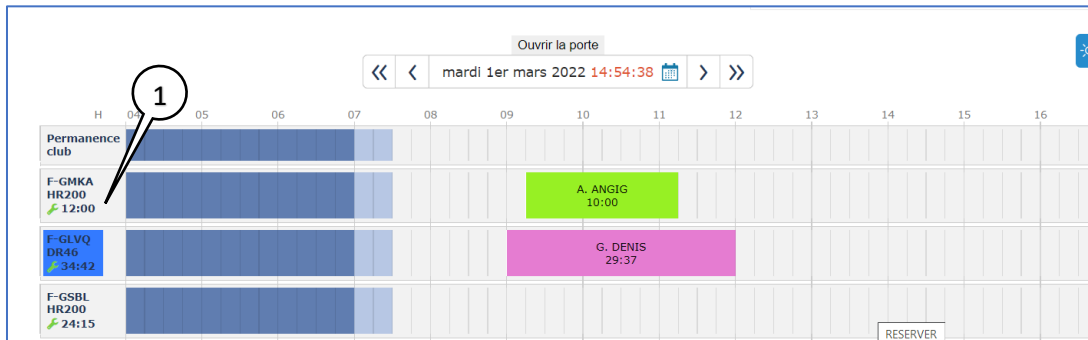 Ouvrir la porte
mardi 1er mars 2022 14:54:38
1
H 04 05 06 07 08 09 10 11 12 13 14 15 16
Permanence
club
F-GMKA
HR200
12:00
A. ANGIG
10:00
F-GLVQ
DR46
34:42
G. DENIS
29:37
F-GSBL
HR200
24:15
RESERVER